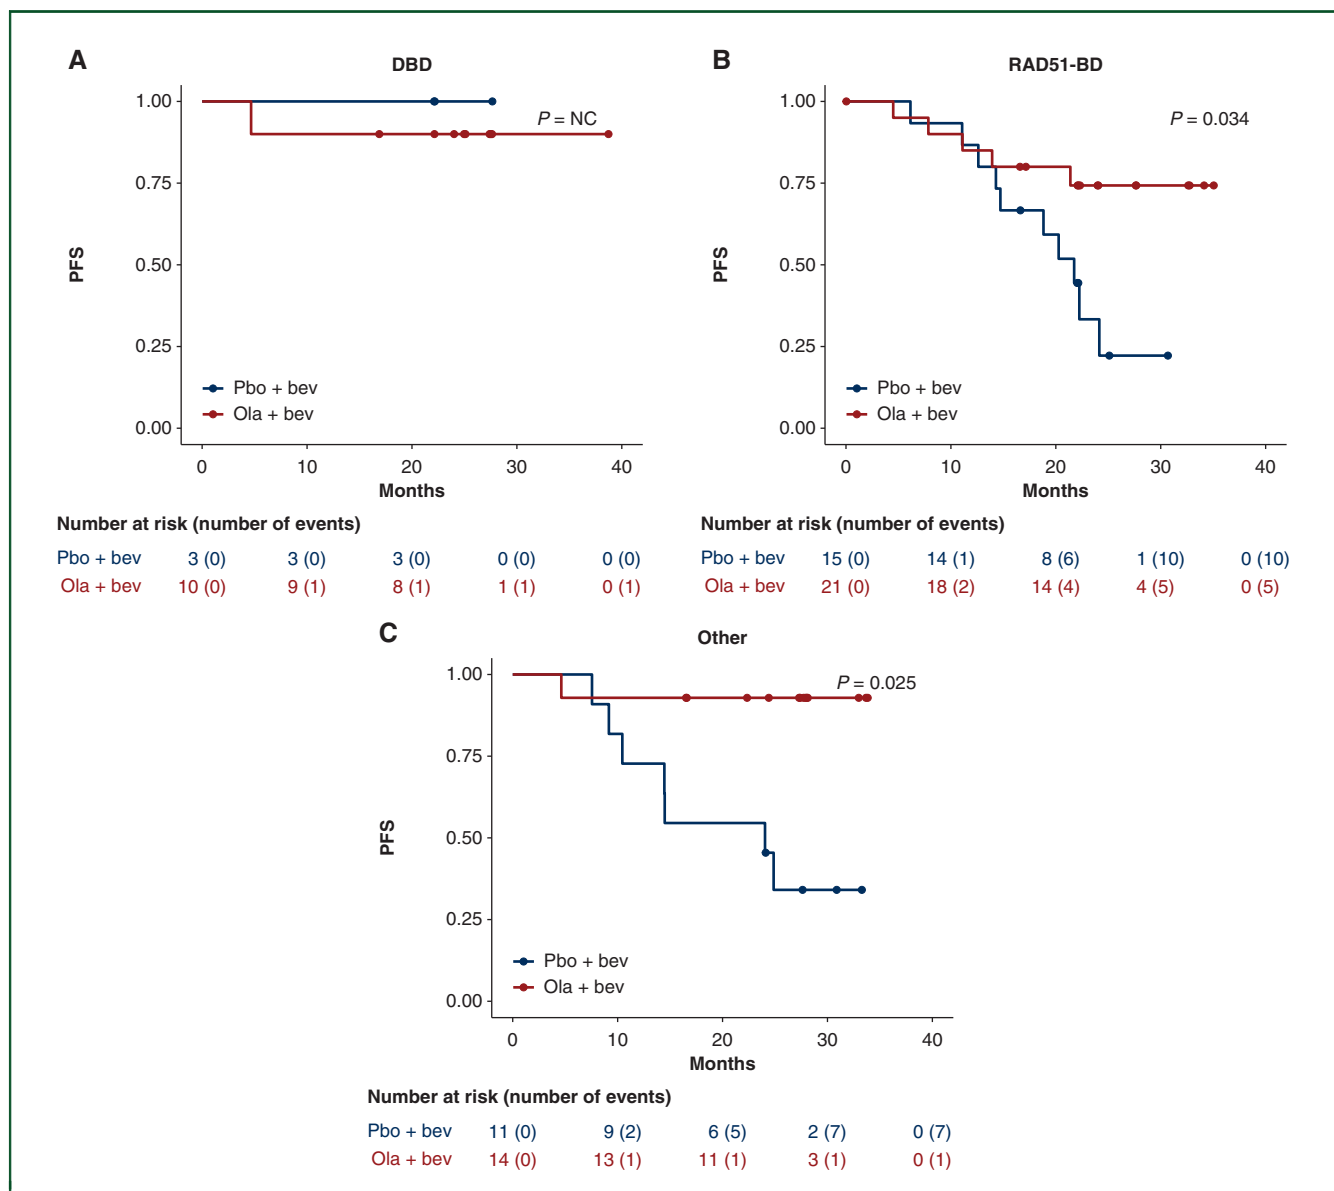 A
DBD
1.00
0.75
0.50
0.25
0.00
PFS
P = NC
Pbo + bev
Ola + bev
0 10 20 30 40
Months
Number at risk (number of events)
Pbo + bev 3 (0) 3 (0) 3 (0) 0 (0) 0 (0)
Ola + bev 10 (0) 9 (1) 8 (1) 1 (1) 0 (1)
B
RAD51-BD
1.00
0.75
0.50
0.25
0.00
PFS
P = 0.034
Pbo + bev
Ola + bev
0 10 20 30 40
Months
Number at risk (number of events)
Pbo + bev 15 (0) 14 (1) 8 (6) 1 (10) 0 (10)
Ola + bev 21 (0) 18 (2) 14 (4) 4 (5) 0 (5)
C
Other
1.00
0.75
0.50
0.25
0.00
PFS
P = 0.025
Pbo + bev
Ola + bev
0 10 20 30 40
Months
Number at risk (number of events)
Pbo + bev 11 (0) 9 (2) 6 (5) 2 (7) 0 (7)
Ola + bev 14 (0) 13 (1) 11 (1) 3 (1) 0 (1)